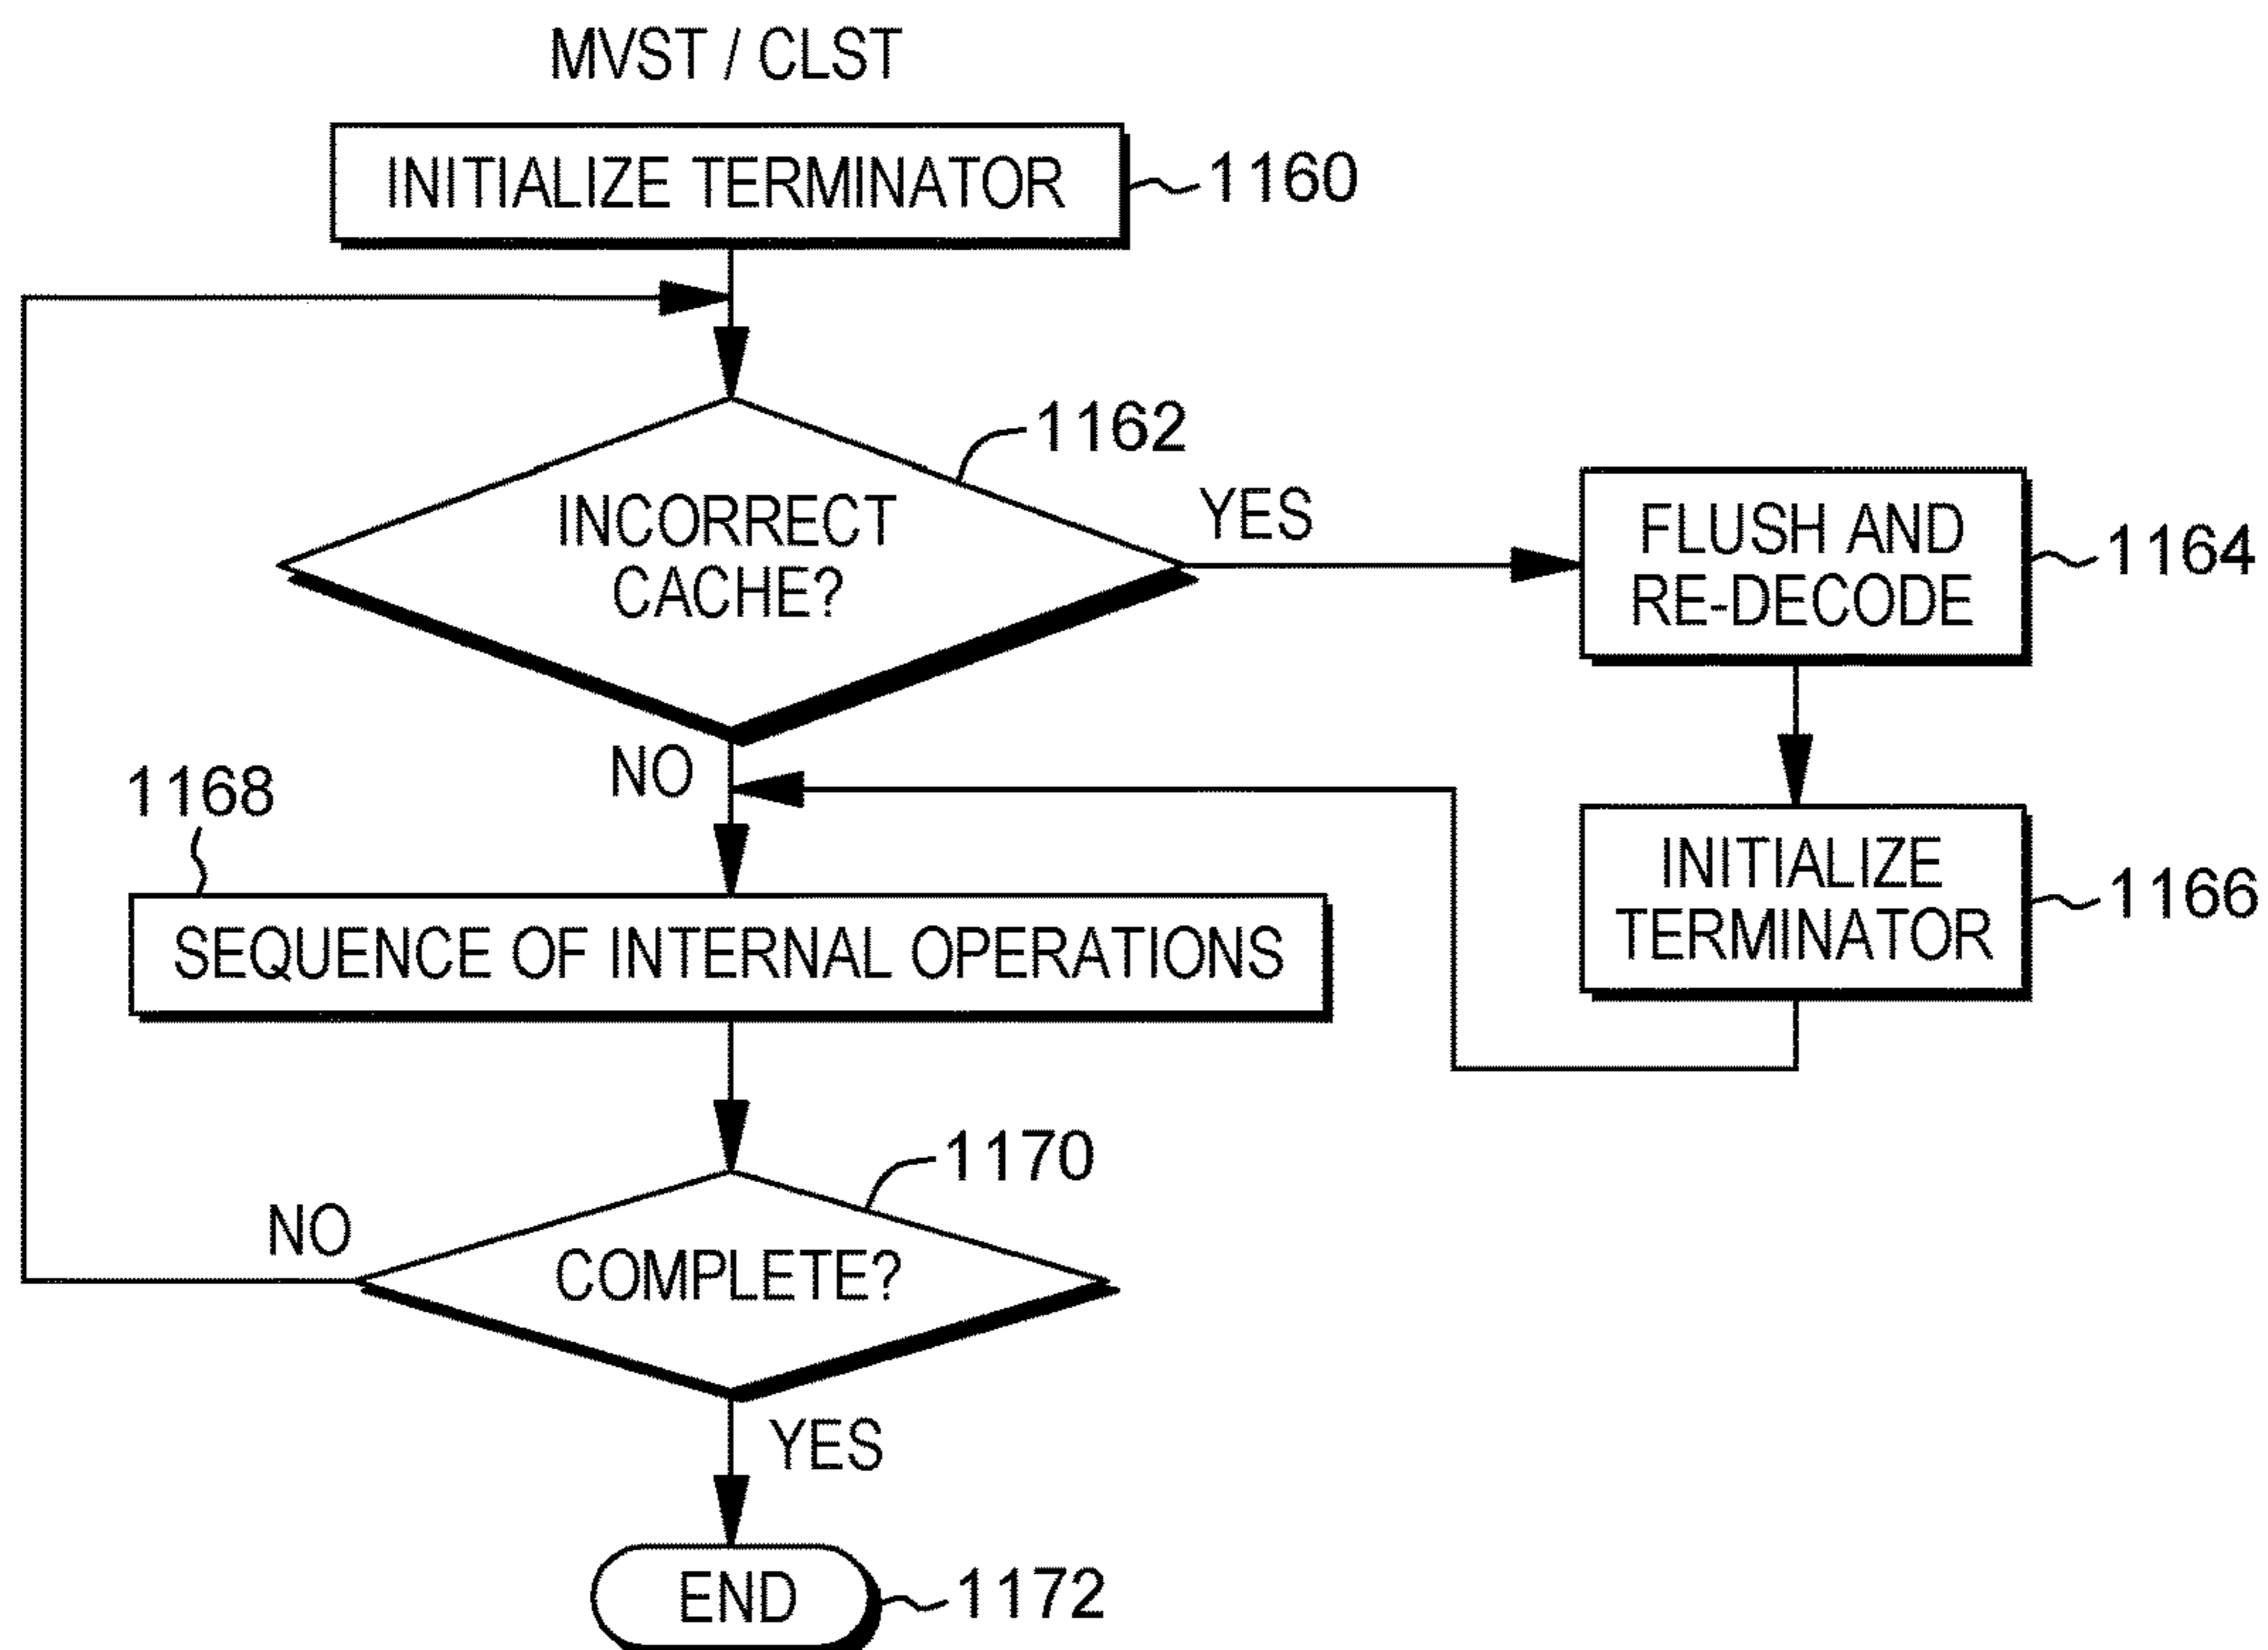 MVST / CLST
INITIALIZE TERMINATOR
1160
1162
INCORRECT
CACHE?
YES
FLUSH AND
RE-DECODE
1164
NO
INITIALIZE
TERMINATOR
1166
1168
SEQUENCE OF INTERNAL OPERATIONS
1170
NO
COMPLETE?
YES
END
1172